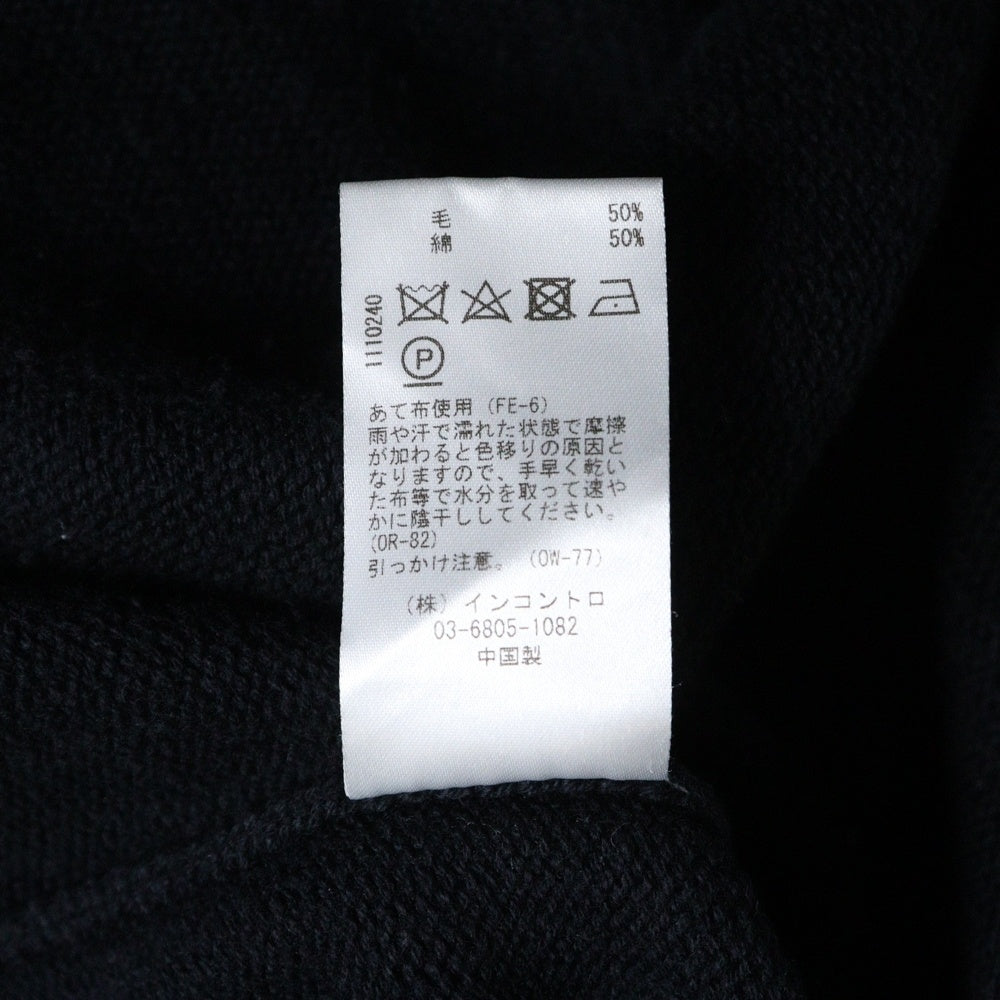 毛 50%
綿 50%
1110240
P
あて布使用 (FE-6)
雨や汗で濡れた状態で摩擦
が加わると色移りの原因と
なりますので、手早く乾い
た布等で水分を取って速や
かに陰干ししてください。
(OR-82)
引っかけ注意。 (OW-77)
(株) インコントロ
03-6805-1082
中国製